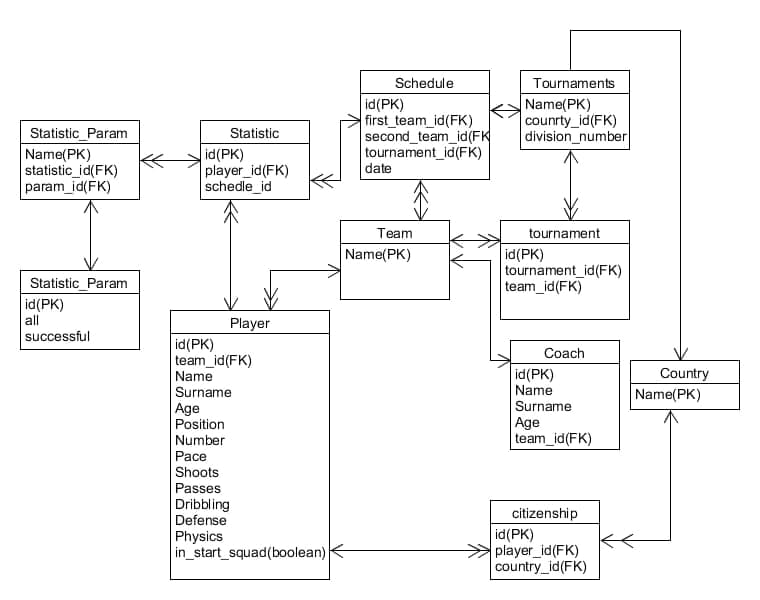 Schedule
id(PK)
first_team_id(FK)
second_team_id(FK
tournament_id(FK)
date
Tournaments
Name(PK)
counrty_id(FK)
division_number
Statistic_Param
Name(PK)
statistic_id(FK)
param_id(FK)
Statistic
id(PK)
player_id(FK)
schedle_id
Team
Name(PK)
tournament
id(PK)
tournament_id(FK)
team_id(FK)
Statistic_Param
id(PK)
all
successful
Player
id(PK)
team_id(FK)
Name
Surname
Age
Position
Number
Pace
Shoots
Passes
Dribbling
Defense
Physics
in_start_squad(boolean)
Coach
id(PK)
Name
Surname
Age
team_id(FK)
Country
Name(PK)
citizenship
id(PK)
player_id(FK)
country_id(FK)